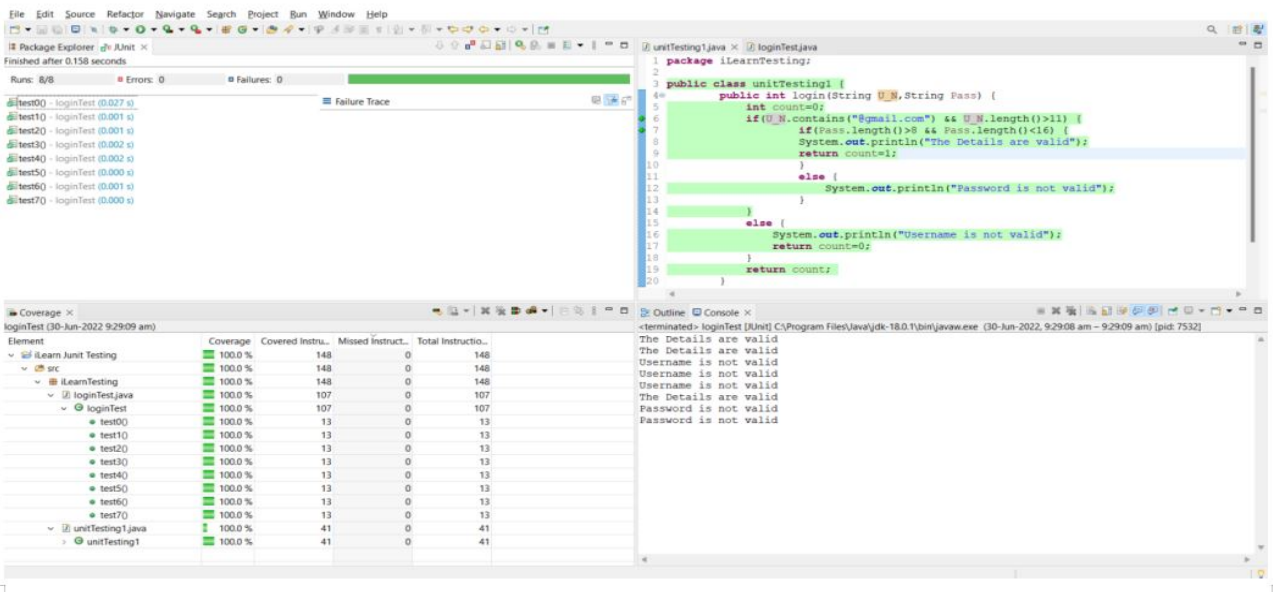 File Edit Source Refactor Navigate Search Project Run Window Help
Package Explorer JUnit
Finished after 0.158 seconds
Runs: 8/8 Errors: 0 Failures: 0
test0() - loginTest (0.027 s)
test1() - loginTest (0.001 s)
test2() - loginTest (0.001 s)
test3() - loginTest (0.002 s)
test4() - loginTest (0.002 s)
test5() - loginTest (0.000 s)
test6() - loginTest (0.001 s)
test7() - loginTest (0.000 s)
Failure Trace
unitTesting1.java loginTest.java
1 package iLearnTesting;
2
3 public class unitTesting1 {
4 public int login(String U_N,String Pass) {
5 int count=0;
6 if(U_N.contains("@gmail.com") && U_N.length()>11) {
7 if(Pass.length()>8 && Pass.length()<16) {
8 System.out.println("The Details are valid");
9 return count=1;
10 }
11 else {
12 System.out.println("Password is not valid");
13 }
14 }
15 else {
16 System.out.println("Username is not valid");
17 return count=0;
18 }
19 return count;
20 }
Coverage
loginTest (30-Jun-2022 9:29:09 am)
Element Coverage Covered Instru... Missed Instruct... Total Instructio...
iLearn Junit Testing 100.0 % 148 0 148
src 100.0 % 148 0 148
iLearnTesting 100.0 % 148 0 148
loginTest.java 100.0 % 107 0 107
loginTest 100.0 % 107 0 107
test0() 100.0 % 13 0 13
test1() 100.0 % 13 0 13
test2() 100.0 % 13 0 13
test3() 100.0 % 13 0 13
test4() 100.0 % 13 0 13
test5() 100.0 % 13 0 13
test6() 100.0 % 13 0 13
test7() 100.0 % 13 0 13
unitTesting1.java 100.0 % 41 0 41
unitTesting1 100.0 % 41 0 41
Outline Console
<terminated> loginTest [JUnit] C:\Program Files\Java\jdk-18.0.1\bin\javaw.exe (30-Jun-2022, 9:29:08 am – 9:29:09 am) [pid: 7532]
The Details are valid
The Details are valid
Username is not valid
Username is not valid
Username is not valid
The Details are valid
Password is not valid
Password is not valid